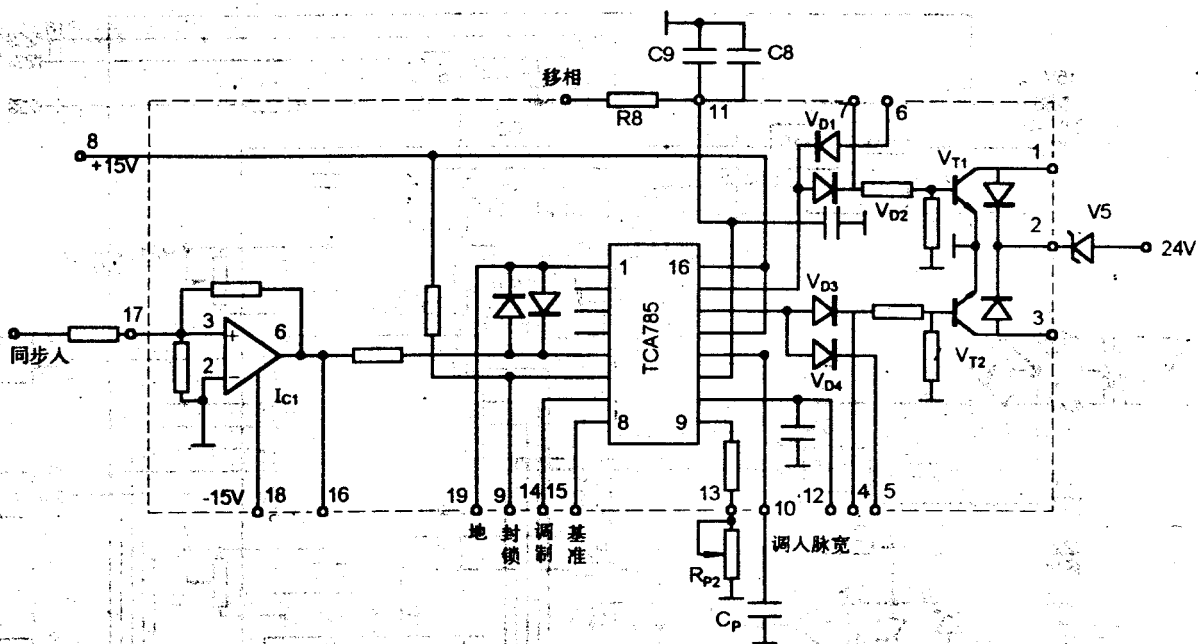 C9
C8
移相
R8
11
7
6
8
+15V
VD1
VT1
1
VD2
2
V5
24V
1
16
VD3
3
17
3
6
+
同步人
2
−
IC1
TCA785
VD4
VT2
8
9
-15V
18
16
19
9
14
15
13
10
12
4
5
地
封锁
调制
基准
调人脉宽
RP2
CP